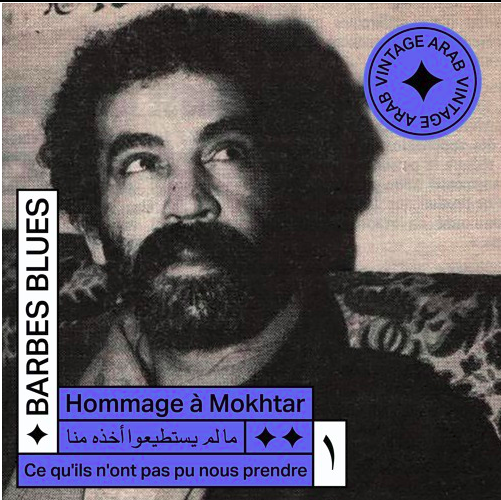 VINTAGE ARAB VINTAGE ARAB
BARBES BLUES
Hommage à Mokhtar
ما لم يستطيعوا أخذه منا
Ce qu'ils n'ont pas pu nous prendre
١